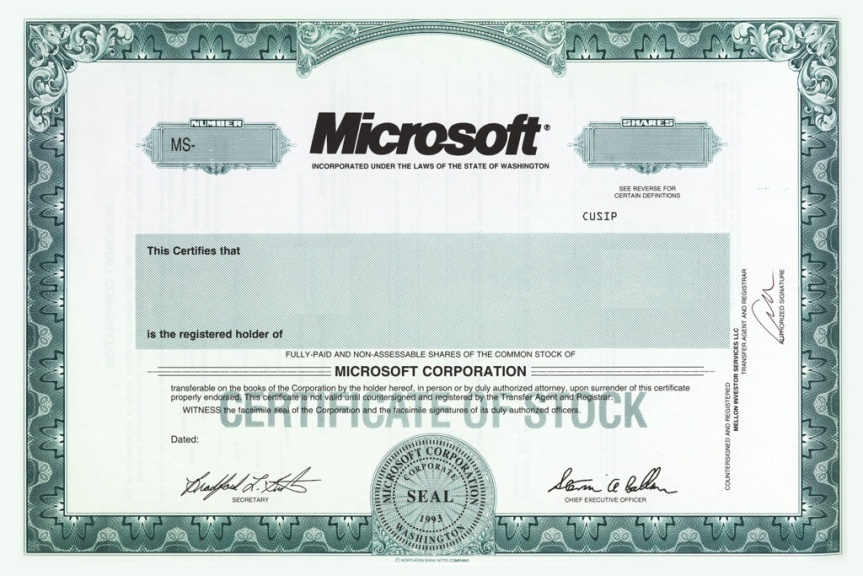 NUMBER
MS-
Microsoft®
INCORPORATED UNDER THE LAWS OF THE STATE OF WASHINGTON
SHARES
SEE REVERSE FOR
CERTAIN DEFINITIONS
CUSIP
This Certifies that
is the registered holder of
FULLY-PAID AND NON-ASSESSABLE SHARES OF THE COMMON STOCK OF
MICROSOFT CORPORATION
transferable on the books of the Corporation by the holder hereof, in person or by duly authorized attorney, upon surrender of this certificate
properly endorsed. This certificate is not valid until countersigned and registered by the Transfer Agent and Registrar.
WITNESS the facsimile seal of the Corporation and the facsimile signatures of its duly authorized officers.
CERTIFICATE OF STOCK
Dated:
SECRETARY
MICROSOFT CORPORATION
CORPORATE
SEAL
1993
WASHINGTON
CHIEF EXECUTIVE OFFICER
COUNTERSIGNED AND REGISTERED
MELLON INVESTOR SERVICES LLC
TRANSFER AGENT AND REGISTRAR
AUTHORIZED SIGNATURE
© NORTHERN BANK NOTE COMPANY